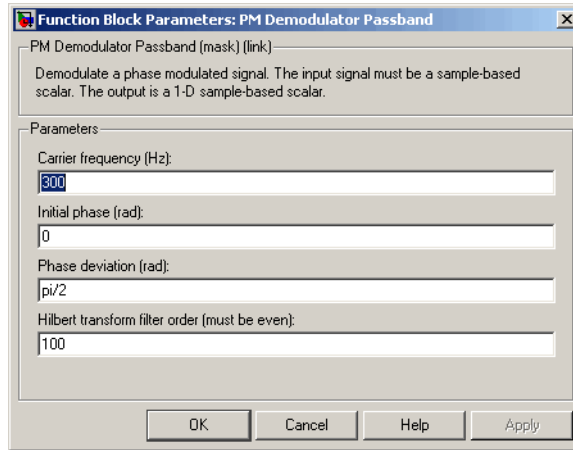 Function Block Parameters: PM Demodulator Passband
PM Demodulator Passband (mask) (link)
Demodulate a phase modulated signal. The input signal must be a sample-based
scalar. The output is a 1-D sample-based scalar.
Parameters
Carrier frequency (Hz):
300
Initial phase (rad):
0
Phase deviation (rad):
pi/2
Hilbert transform filter order (must be even):
100
OK Cancel Help Apply